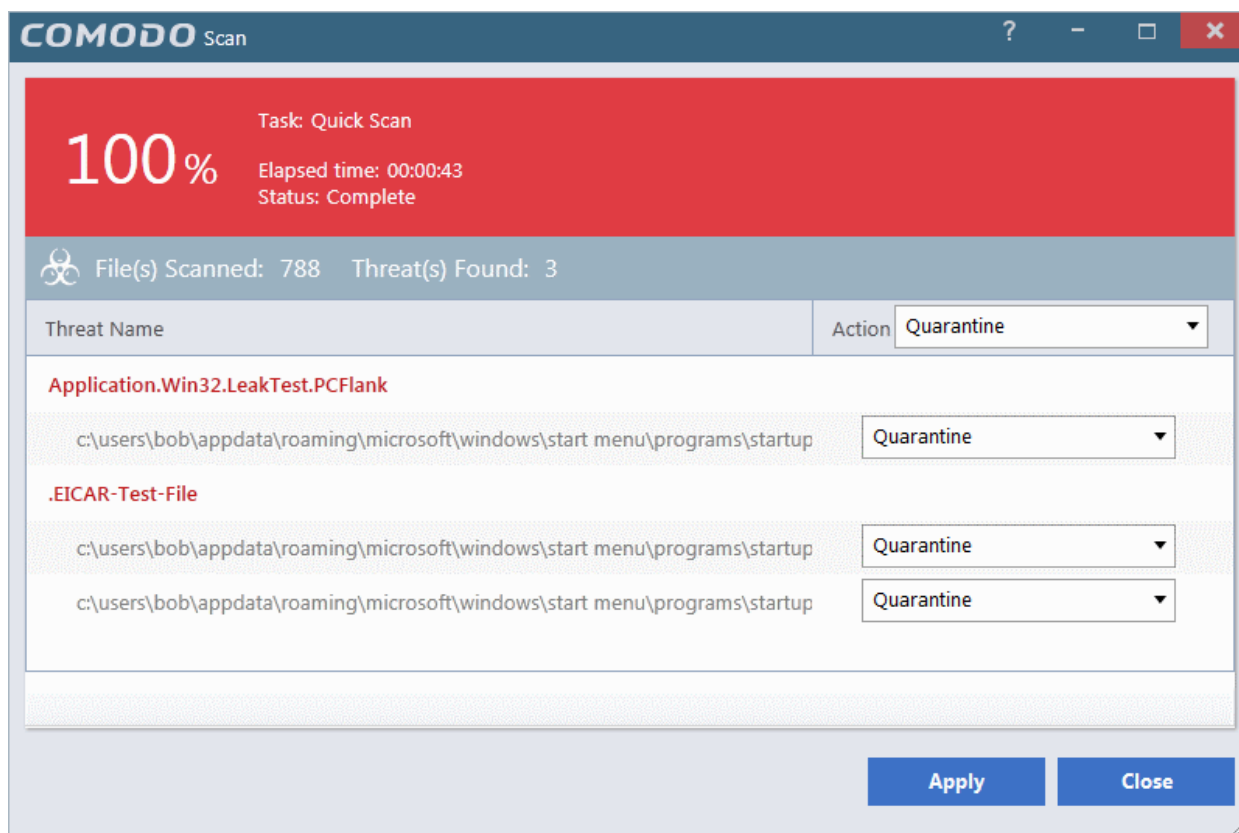 COMODO Scan
100 %
Task: Quick Scan
Elapsed time: 00:00:43
Status: Complete
File(s) Scanned: 788 Threat(s) Found: 3
Threat Name Action Quarantine
Application.Win32.LeakTest.PCFlank
c:\users\bob\appdata\roaming\microsoft\windows\start menu\programs\startup Quarantine
.EICAR-Test-File
c:\users\bob\appdata\roaming\microsoft\windows\start menu\programs\startup Quarantine
c:\users\bob\appdata\roaming\microsoft\windows\start menu\programs\startup Quarantine
Apply Close